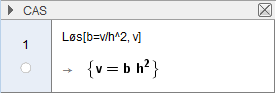 CAS
1
Løs[b=v/h^2, v]
→ {v = b h²}